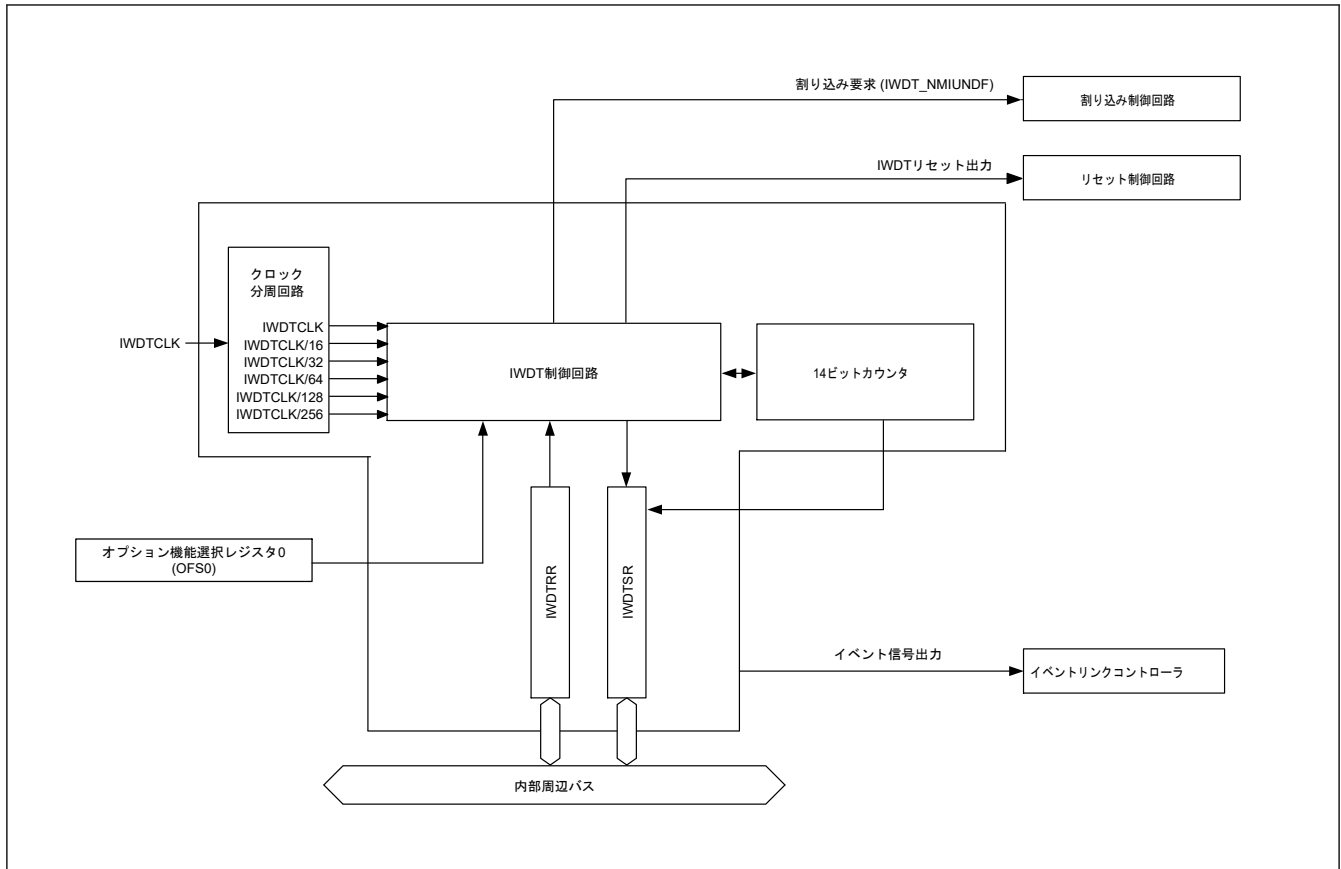 割り込み要求 (IWDT_NMIUNDF)
割り込み制御回路
IWDTリセット出力
リセット制御回路
クロック
分周回路
IWDTCLK
IWDTCLK
IWDTCLK/16
IWDTCLK/32
IWDTCLK/64
IWDTCLK/128
IWDTCLK/256
IWDT制御回路
14ビットカウンタ
オプション機能選択レジスタ0
(OFS0)
IWDTRR
IWDTSR
イベント信号出力
イベントリンクコントローラ
内部周辺バス